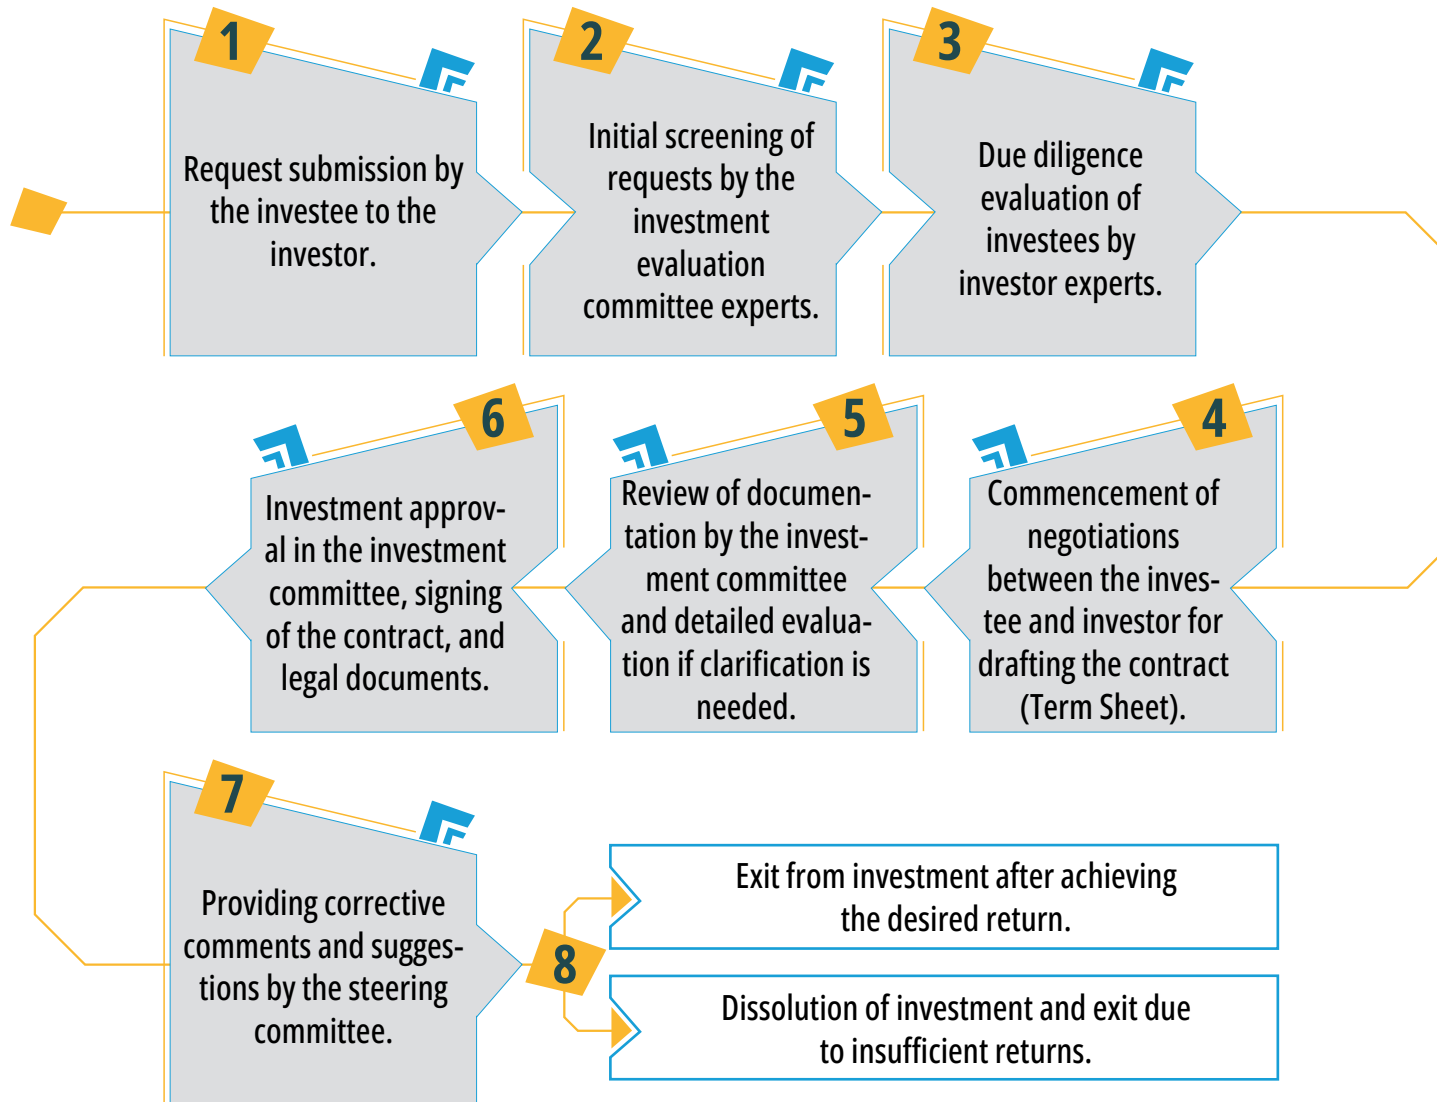 1
Request submission by
the investee to the
investor.
2
Initial screening of
requests by the
investment
evaluation
committee experts.
3
Due diligence
evaluation of
investees by
investor experts.
4
Commencement of
negotiations
between the inves-
tee and investor for
drafting the contract
(Term Sheet).
5
Review of documen-
tation by the invest-
ment committee
and detailed evalua-
tion if clarification is
needed.
6
Investment approv-
al in the investment
committee, signing
of the contract, and
legal documents.
7
Providing corrective
comments and sugges-
tions by the steering
committee.
8
Exit from investment after achieving
the desired return.
Dissolution of investment and exit due
to insufficient returns.